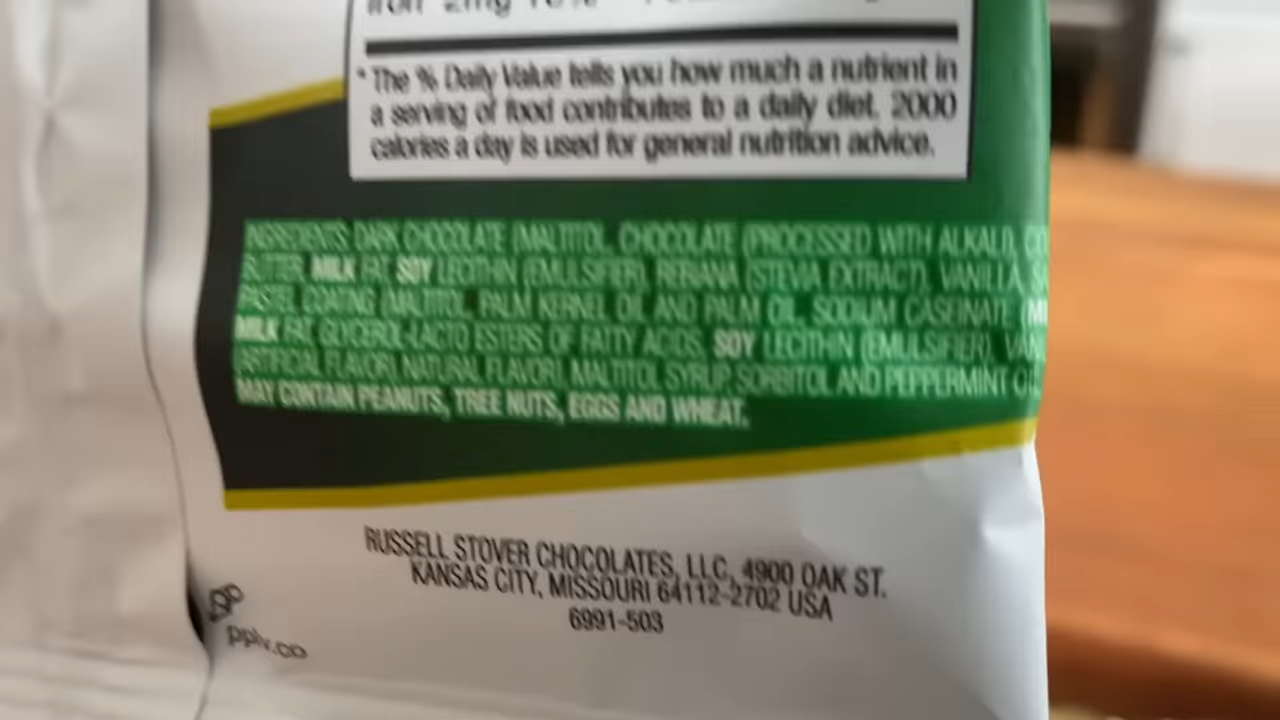 * The % Daily Value tells you how much a nutrient in
a serving of food contributes to a daily diet. 2000
calories a day is used for general nutrition advice.
INGREDIENTS DARK CHOCOLATE (MALTITOL, CHOCOLATE (PROCESSED WITH ALKALI),
BUTTER, MILK FAT, SOY LECITHIN (EMULSIFIER), REBIANA (STEVIA EXTRACT), VANILLA,
PASTEL COATING (MALTITOL, PALM KERNEL OIL AND PALM OIL, SODIUM CASEINATE
MILK FAT, GLYCEROL-LACTO ESTERS OF FATTY ACIDS, SOY LECITHIN (EMULSIFIER),
ARTIFICIAL FLAVOR), NATURAL FLAVOR), MALTITOL SYRUP, SORBITOL AND PEPPERMINT
MAY CONTAIN PEANUTS, TREE NUTS, EGGS AND WHEAT.
RUSSELL STOVER CHOCOLATES, LLC, 4900 OAK ST.
KANSAS CITY, MISSOURI 64112-2702 USA
6991-503